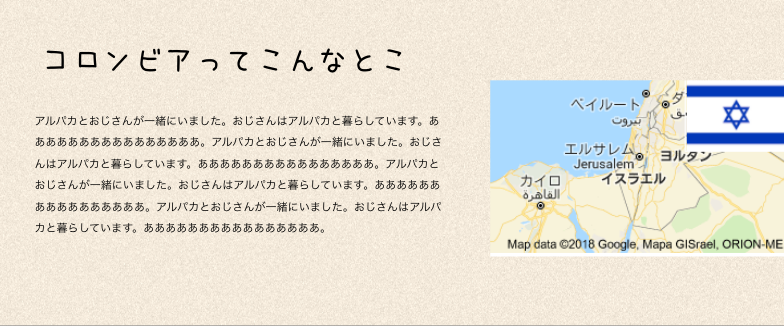 コロンビアってこんなとこ
アルパカとおじさんが一緒にいました。おじさんはアルパカと暮らしています。あ
あああああああああああああああ。アルパカとおじさんが一緒にいました。おじさ
んはアルパカと暮らしています。ああああああああああああああああ。アルパカと
おじさんが一緒にいました。おじさんはアルパカと暮らしています。ああああああ
ああああああああああ。アルパカとおじさんが一緒にいました。おじさんはアルパ
カと暮らしています。ああああああああああああああああ。
ベイルート
بيروت
エルサレム
Jerusalem
ヨルダン
イスラエル
カイロ
القاهرة
Map data ©2018 Google, Mapa GISrael, ORION-ME